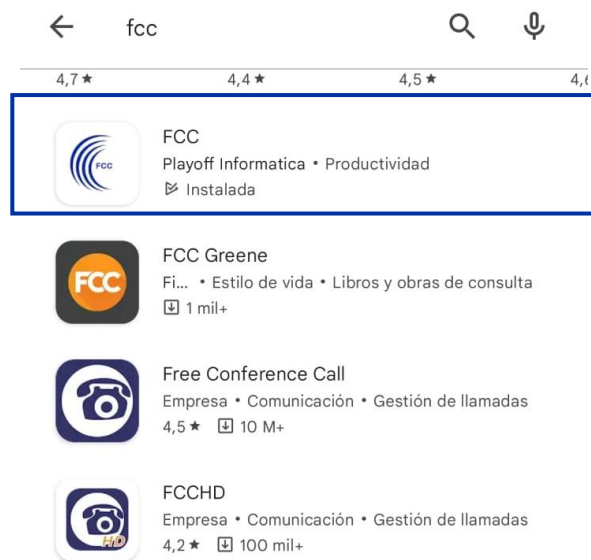 fcc
4,7★ 4,4★ 4,5★ 4,
FCC
FCC
Playoff Informatica • Productividad
Instalada
FCC
FCC Greene
Fi... • Estilo de vida • Libros y obras de consulta
1 mil+
Free Conference Call
Empresa • Comunicación • Gestión de llamadas
4,5★ 10 M+
HD
FCCHD
Empresa • Comunicación • Gestión de llamadas
4,2★ 100 mil+